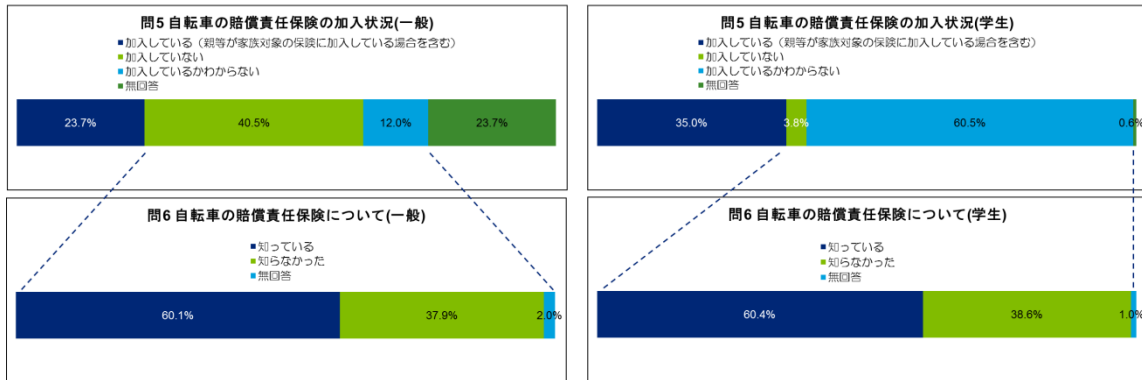 問5 自転車の賠償責任保険の加入状況(一般)
■加入している（親等が家族対象の保険に加入している場合を含む）
■加入していない
■加入しているかわからない
■無回答
23.7% 40.5% 12.0% 23.7%
問6 自転車の賠償責任保険について(一般)
■知っている
■知らなかった
■無回答
60.1% 37.9% 2.0%
問5 自転車の賠償責任保険の加入状況(学生)
■加入している（親等が家族対象の保険に加入している場合を含む）
■加入していない
■加入しているかわからない
■無回答
35.0% 3.8% 60.5% 0.6%
問6 自転車の賠償責任保険について(学生)
■知っている
■知らなかった
■無回答
60.4% 38.6% 1.0%